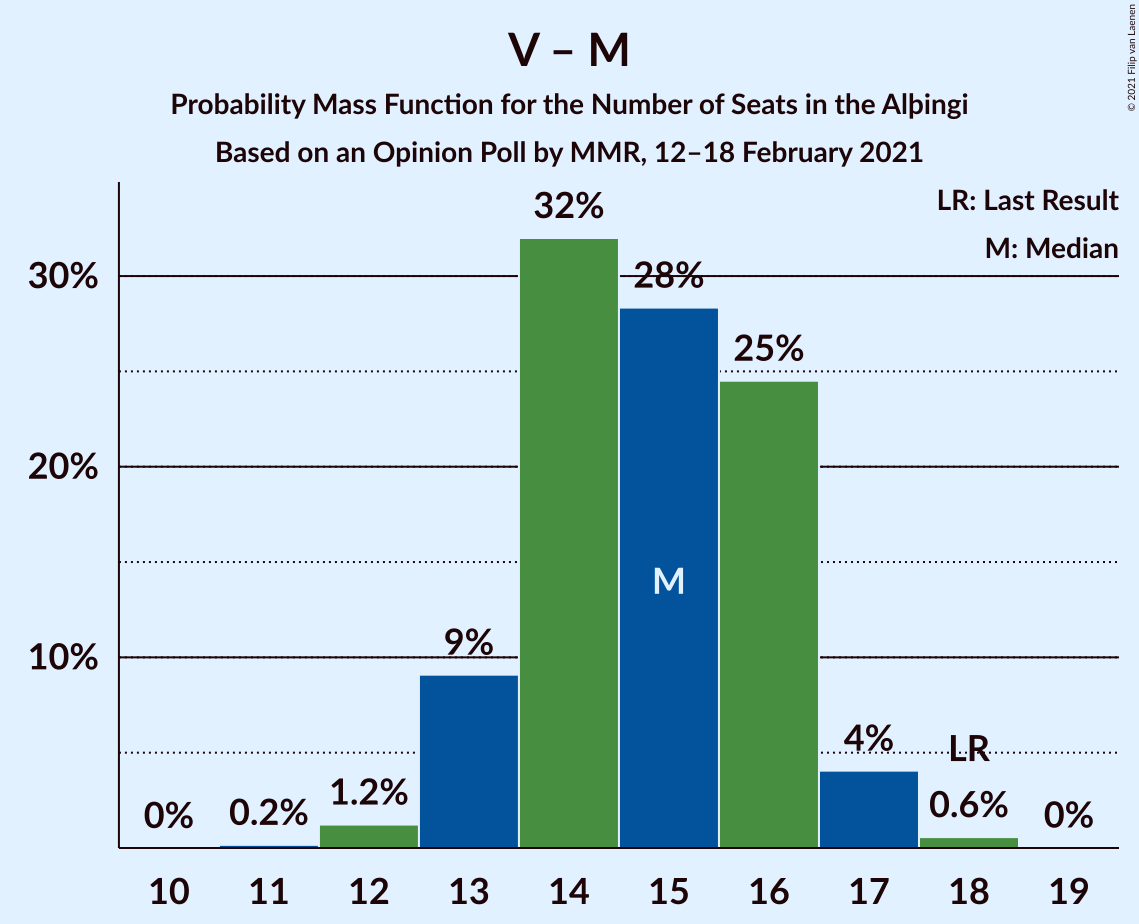 V – M
Probability Mass Function for the Number of Seats in the Alþingi
Based on an Opinion Poll by MMR, 12–18 February 2021
© 2021 Filip van Laenen
LR: Last Result
M: Median
30%
20%
10%
0%
0.2%
1.2%
9%
32%
28%
25%
4%
0.6%
0%
M
LR
10 11 12 13 14 15 16 17 18 19